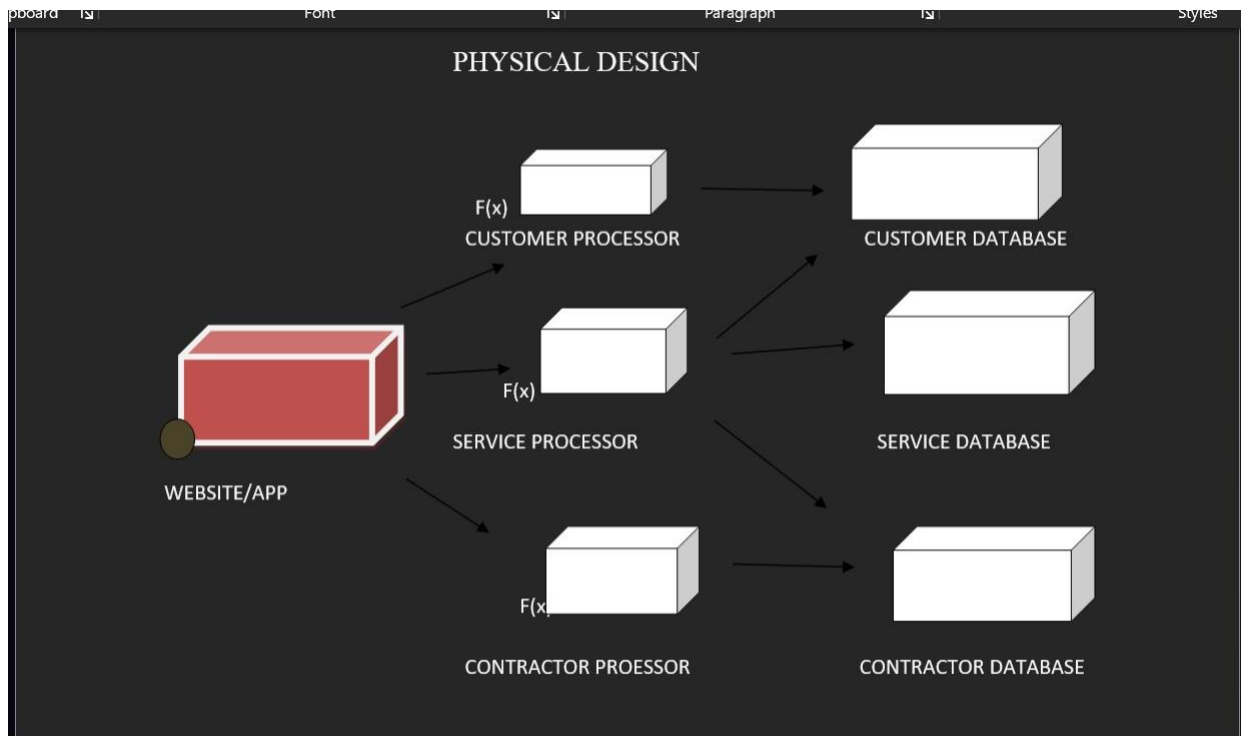 pboard Font Paragraph Styles
PHYSICAL DESIGN
F(x)
CUSTOMER PROCESSOR
CUSTOMER DATABASE
F(x)
SERVICE PROCESSOR
SERVICE DATABASE
WEBSITE/APP
F(x
CONTRACTOR PROESSOR
CONTRACTOR DATABASE